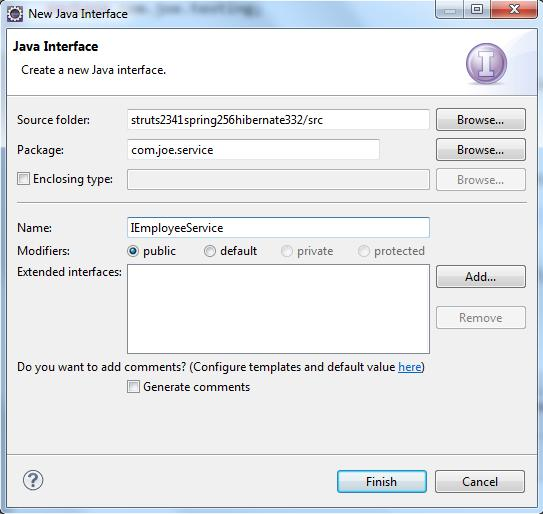 New Java Interface
Java Interface
Create a new Java interface.
I
Source folder: struts2341spring256hibernate332/src Browse...
Package: com.joe.service Browse...
Enclosing type: Browse...
Name: IEmployeeService
Modifiers: public default private protected
Extended interfaces: Add...
Remove
Do you want to add comments? (Configure templates and default value here)
Generate comments
? Finish Cancel